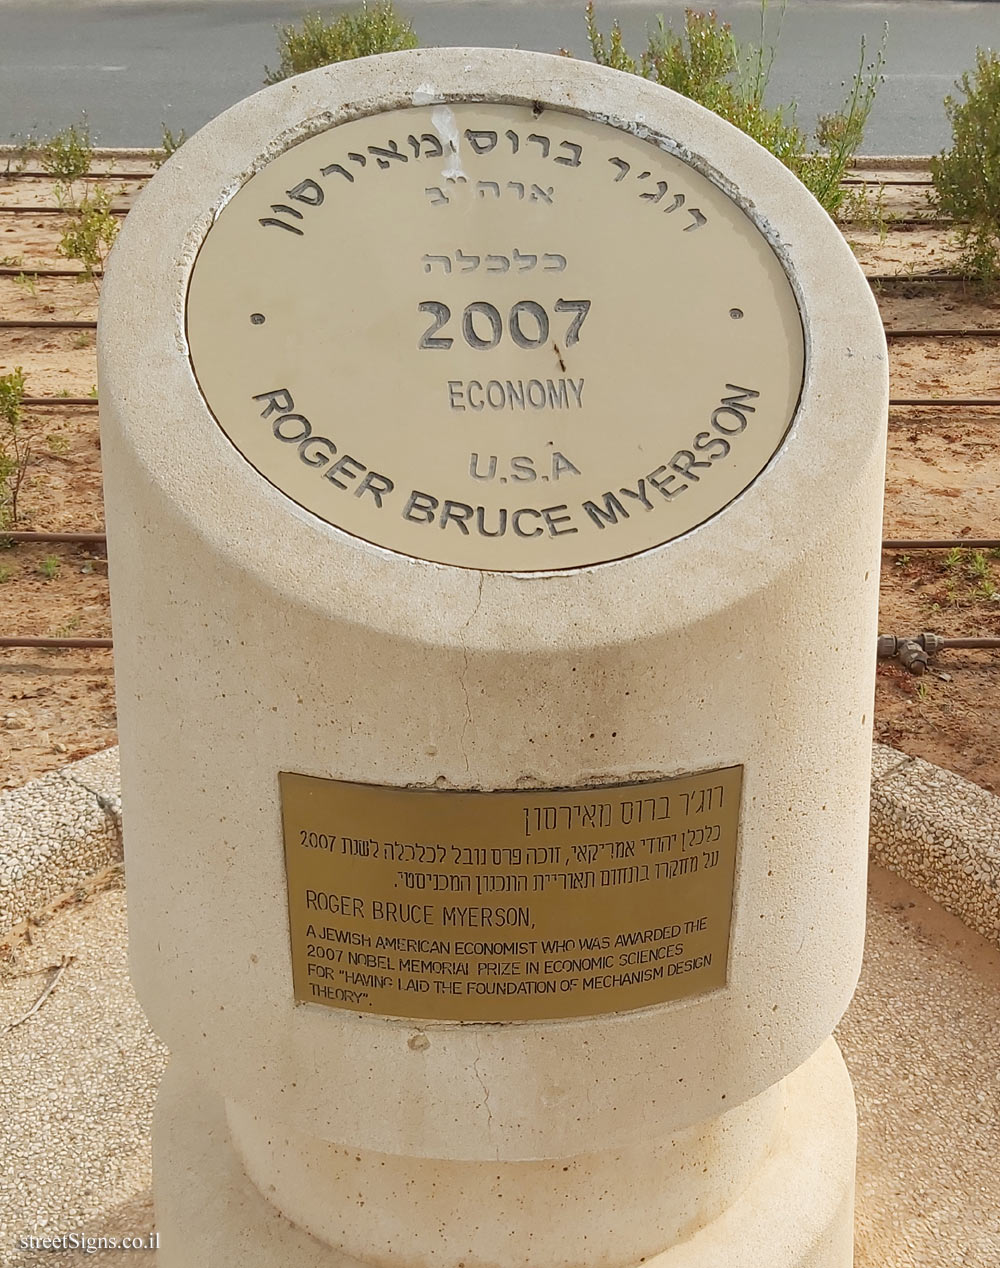 רוג׳ר ברוס מאירסון
ארה"ב
כלכלה
2007
ECONOMY
U.S.A
ROGER BRUCE MYERSON
רוג׳ר ברוס מאירסון
כלכלן יהודי אמריקאי, זוכה פרס נובל לכלכלה לשנת 2007
על מחקרו בתחום תאוריית התכנון המכניסטי.
ROGER BRUCE MYERSON,
A JEWISH AMERICAN ECONOMIST WHO WAS AWARDED THE
2007 NOBEL MEMORIAL PRIZE IN ECONOMIC SCIENCES
FOR "HAVING LAID THE FOUNDATION OF MECHANISM DESIGN
THEORY".
streetSigns.co.il